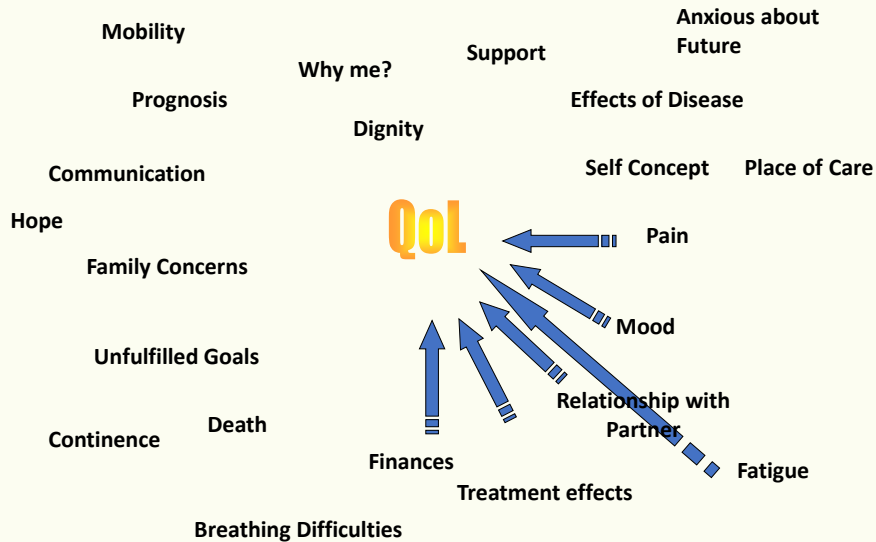 Anxious about
Future
Mobility
Support
Why me?
Prognosis
Effects of Disease
Dignity
Communication
Self Concept
Place of Care
Hope
QoL
Pain
Family Concerns
Mood
Unfulfilled Goals
Relationship with
Partner
Death
Continence
Finances
Fatigue
Treatment effects
Breathing Difficulties